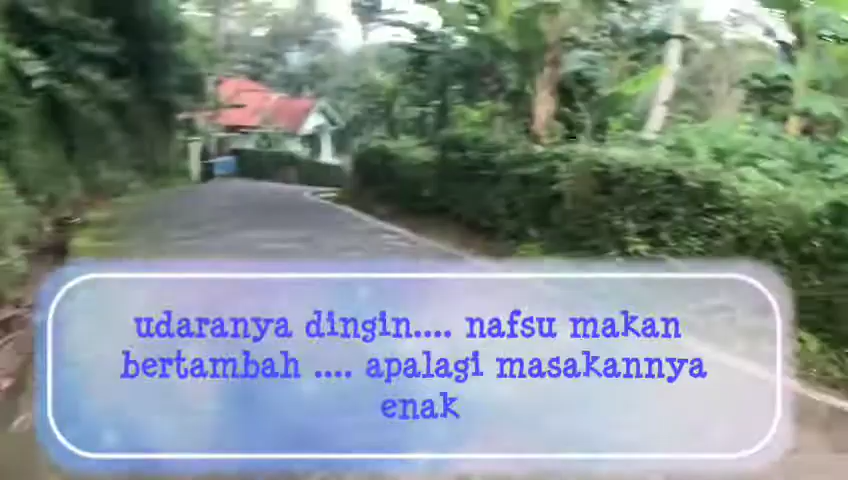 udaranya dingin.... nafsu makan
bertambah .... apalagi masakannya
enak